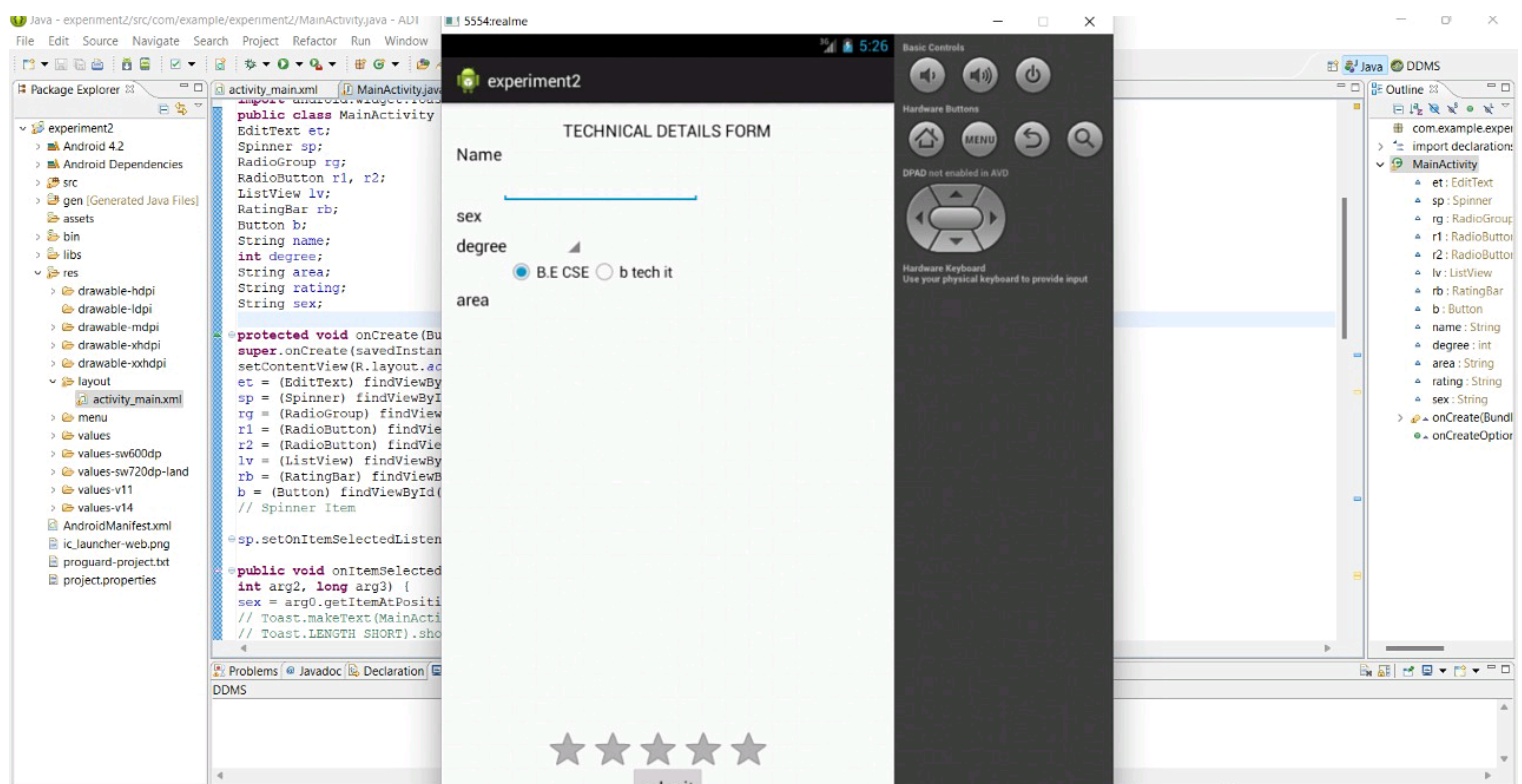 Java - experiment2/src/com/example/experiment2/MainActivity.java - ADT
File Edit Source Navigate Search Project Refactor Run Window
Java DDMS
Package Explorer
experiment2
Android 4.2
Android Dependencies
src
gen [Generated Java Files]
assets
bin
libs
res
drawable-hdpi
drawable-ldpi
drawable-mdpi
drawable-xhdpi
drawable-xxhdpi
layout
activity_main.xml
menu
values
values-sw600dp
values-sw720dp-land
values-v11
values-v14
AndroidManifest.xml
ic_launcher-web.png
proguard-project.txt
project.properties
activity_main.xml MainActivity.java
import android.widget.Toas
public class MainActivity
EditText et;
Spinner sp;
RadioGroup rg;
RadioButton r1, r2;
ListView lv;
RatingBar rb;
Button b;
String name;
int degree;
String area;
String rating;
String sex;
protected void onCreate(Bu
super.onCreate(savedInstan
setContentView(R.layout.ac
et = (EditText) findViewBy
sp = (Spinner) findViewByI
rg = (RadioGroup) findView
r1 = (RadioButton) findVie
r2 = (RadioButton) findVie
lv = (ListView) findViewBy
rb = (RatingBar) findViewB
b = (Button) findViewById(
// Spinner Item
sp.setOnItemSelectedListen
public void onItemSelected
int arg2, long arg3) {
sex = arg0.getItemAtPositi
// Toast.makeText(MainActi
// Toast.LENGTH SHORT).sho
Problems Javadoc Declaration
DDMS
5554:realme
3G 5:26
experiment2
TECHNICAL DETAILS FORM
Name
sex
degree
B.E CSE b tech it
area
Basic Controls
Hardware Buttons
MENU
DPAD not enabled in AVD
Hardware Keyboard
Use your physical keyboard to provide input
Outline
com.example.exper
import declarations
MainActivity
et : EditText
sp : Spinner
rg : RadioGroup
r1 : RadioButton
r2 : RadioButton
lv : ListView
rb : RatingBar
b : Button
name : String
degree : int
area : String
rating : String
sex : String
onCreate(Bundl
onCreateOption